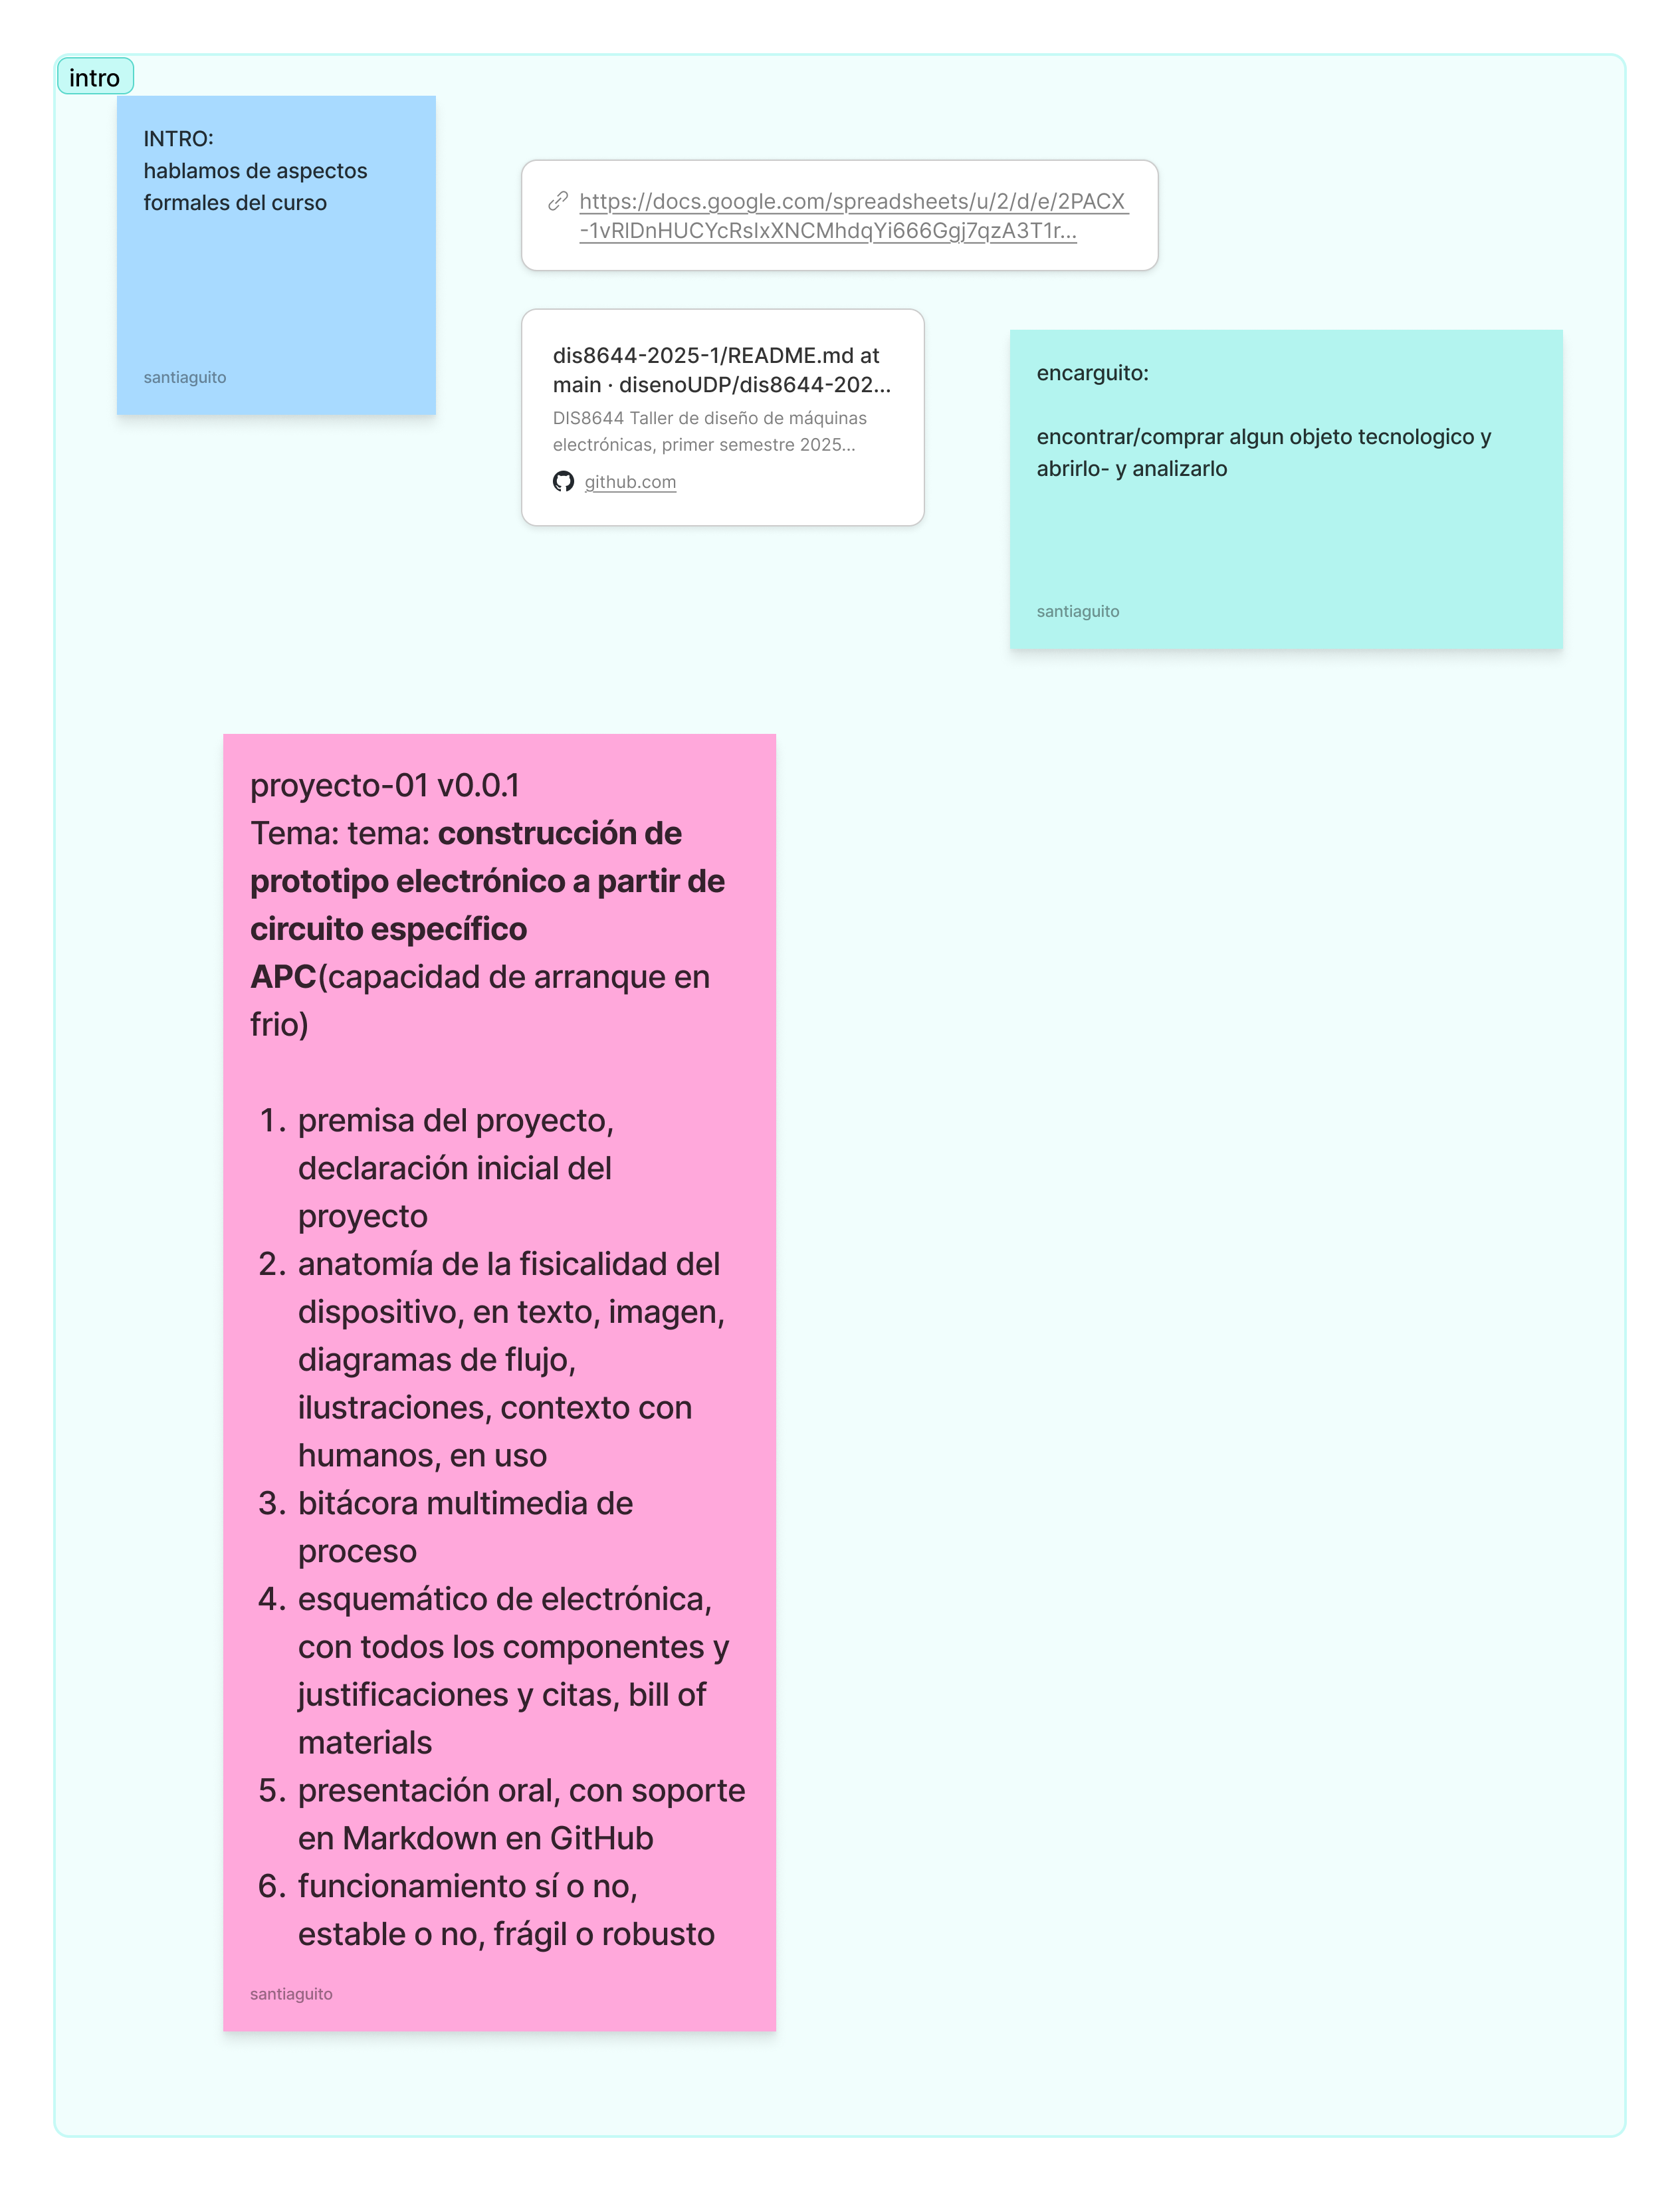 intro
INTRO:
hablamos de aspectos
formales del curso
santiaguito
https://docs.google.com/spreadsheets/u/2/d/e/2PACX
-1vRlDnHUCYcRsIxXNCMhdqYi666Ggj7qzA3T1r...
dis8644-2025-1/README.md at
main · disenoUDP/dis8644-202...
DIS8644 Taller de diseño de máquinas
electrónicas, primer semestre 2025...
github.com
encarguito:
encontrar/comprar algun objeto tecnologico y
abrirlo- y analizarlo
santiaguito
proyecto-01 v0.0.1
Tema: tema: construcción de
prototipo electrónico a partir de
circuito específico
APC(capacidad de arranque en
frio)
1. premisa del proyecto,
declaración inicial del
proyecto
2. anatomía de la fisicalidad del
dispositivo, en texto, imagen,
diagramas de flujo,
ilustraciones, contexto con
humanos, en uso
3. bitácora multimedia de
proceso
4. esquemático de electrónica,
con todos los componentes y
justificaciones y citas, bill of
materials
5. presentación oral, con soporte
en Markdown en GitHub
6. funcionamiento sí o no,
estable o no, frágil o robusto
santiaguito